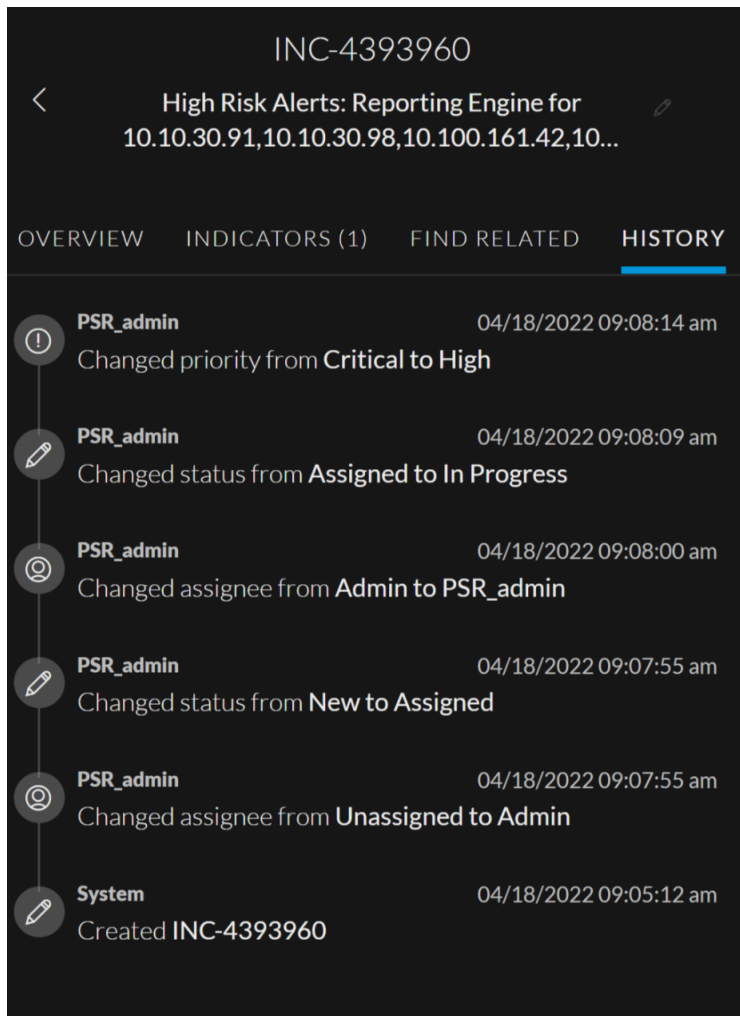 INC-4393960
High Risk Alerts: Reporting Engine for
10.10.30.91,10.10.30.98,10.100.161.42,10...
OVERVIEW INDICATORS (1) FIND RELATED HISTORY
PSR_admin 04/18/2022 09:08:14 am
Changed priority from Critical to High
PSR_admin 04/18/2022 09:08:09 am
Changed status from Assigned to In Progress
PSR_admin 04/18/2022 09:08:00 am
Changed assignee from Admin to PSR_admin
PSR_admin 04/18/2022 09:07:55 am
Changed status from New to Assigned
PSR_admin 04/18/2022 09:07:55 am
Changed assignee from Unassigned to Admin
System 04/18/2022 09:05:12 am
Created INC-4393960